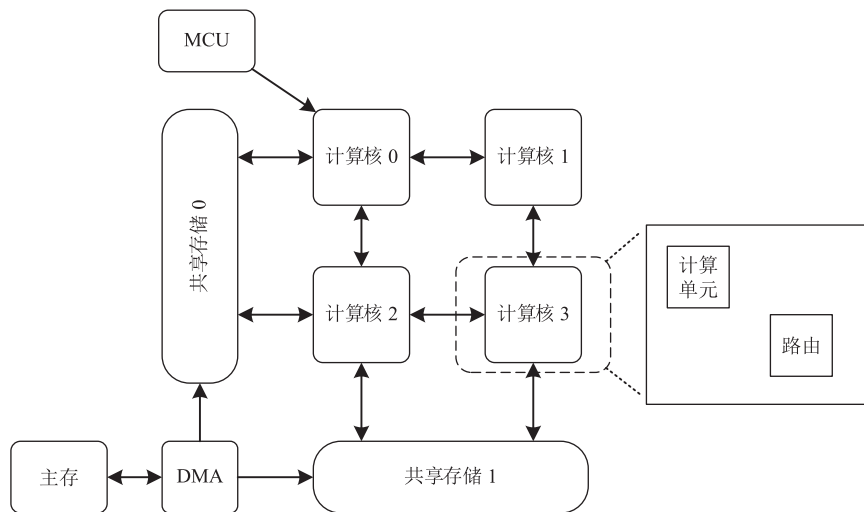 MCU
计算核 0
计算核 1
共享存储 0
计算核 2
计算核 3
计算
单元
路由
主存
DMA
共享存储 1